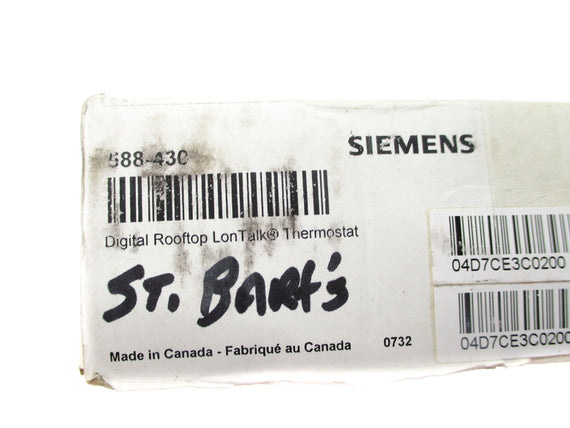 588-430
SIEMENS
Digital Rooftop LonTalk® Thermostat
ST. BART'S
Made in Canada - Fabriqué au Canada
0732
04D7CE3C0200
04D7CE3C0200